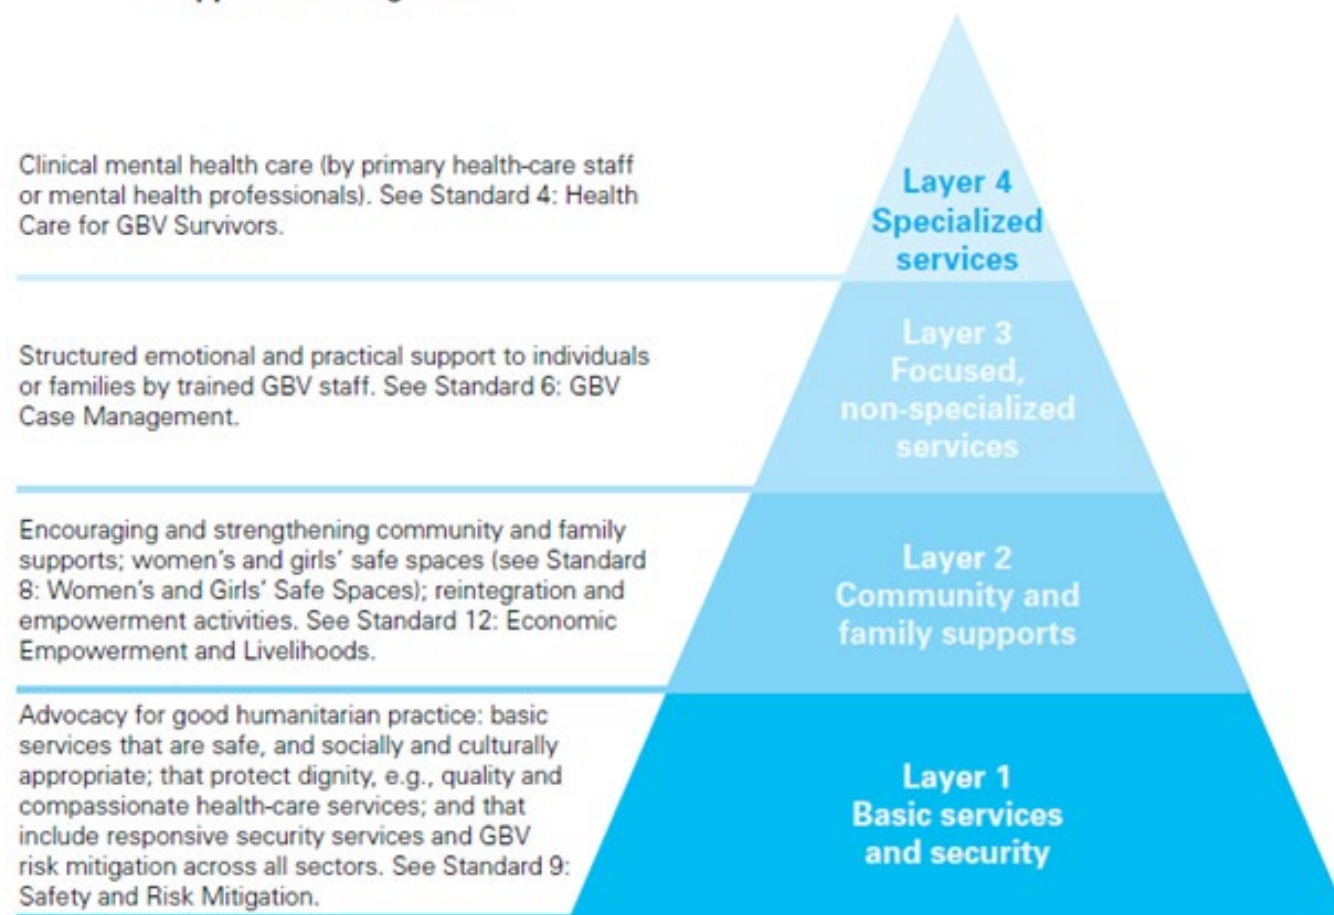 Clinical mental health care (by primary health-care staff
or mental health professionals). See Standard 4: Health
Care for GBV Survivors.
Layer 4
Specialized
services
Structured emotional and practical support to individuals
or families by trained GBV staff. See Standard 6: GBV
Case Management.
Layer 3
Focused,
non-specialized
services
Encouraging and strengthening community and family
supports; women's and girls' safe spaces (see Standard
8: Women's and Girls' Safe Spaces); reintegration and
empowerment activities. See Standard 12: Economic
Empowerment and Livelihoods.
Layer 2
Community and
family supports
Advocacy for good humanitarian practice: basic
services that are safe, and socially and culturally
appropriate; that protect dignity, e.g., quality and
compassionate health-care services; and that
include responsive security services and GBV
risk mitigation across all sectors. See Standard 9:
Safety and Risk Mitigation.
Layer 1
Basic services
and security